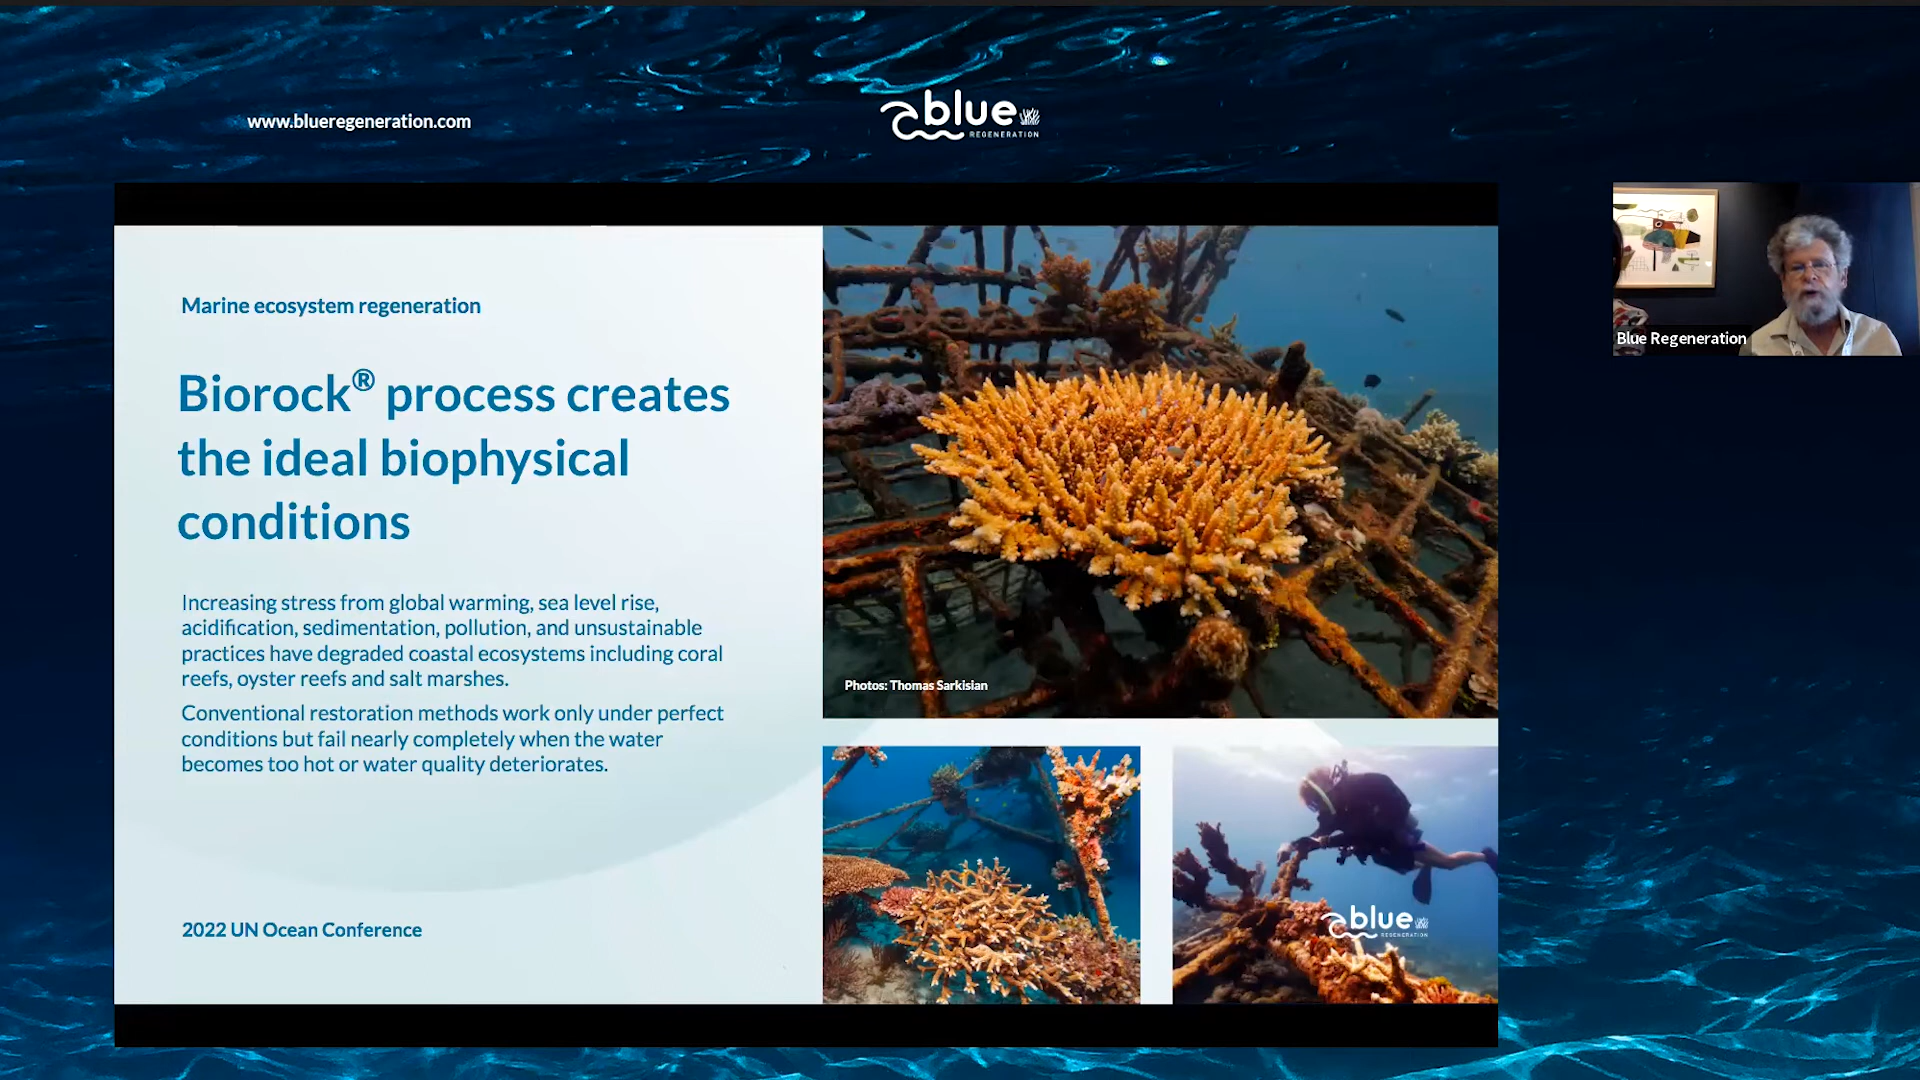 www.blueregeneration.com
blue
REGENERATION
Marine ecosystem regeneration
Biorock® process creates
the ideal biophysical
conditions
Increasing stress from global warming, sea level rise,
acidification, sedimentation, pollution, and unsustainable
practices have degraded coastal ecosystems including coral
reefs, oyster reefs and salt marshes.
Conventional restoration methods work only under perfect
conditions but fail nearly completely when the water
becomes too hot or water quality deteriorates.
2022 UN Ocean Conference
Photos: Thomas Sarkisian
blue
REGENERATION
Blue Regeneration